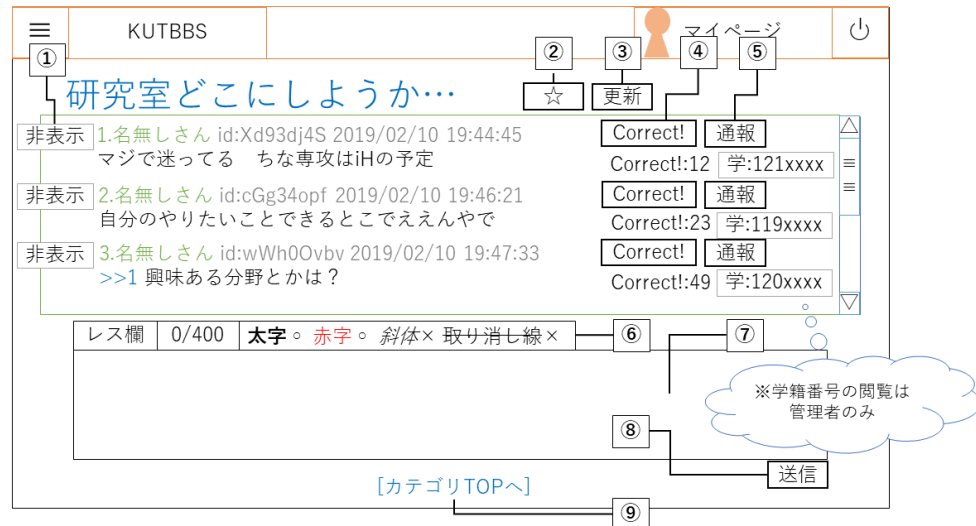 ≡ KUTBBS マイページ
① ② ③ ④ ⑤
研究室どこにしようか… ☆ 更新
非表示 1.名無しさん id:Xd93dj4S 2019/02/10 19:44:45 Correct! 通報
マジで迷ってる　ちな専攻はiHの予定 Correct!:12 学:121xxxx
非表示 2.名無しさん id:cGg34opf 2019/02/10 19:46:21 Correct! 通報
自分のやりたいことできるとこでええんやで Correct!:23 学:119xxxx
非表示 3.名無しさん id:wWh0Ovbv 2019/02/10 19:47:33 Correct! 通報
>>1 興味ある分野とかは？ Correct!:49 学:120xxxx
レス欄 0/400 太字○ 赤字○ 斜体× 取り消し線× ⑥ ⑦
※学籍番号の閲覧は
管理者のみ
⑧
送信
[カテゴリTOPへ]
⑨